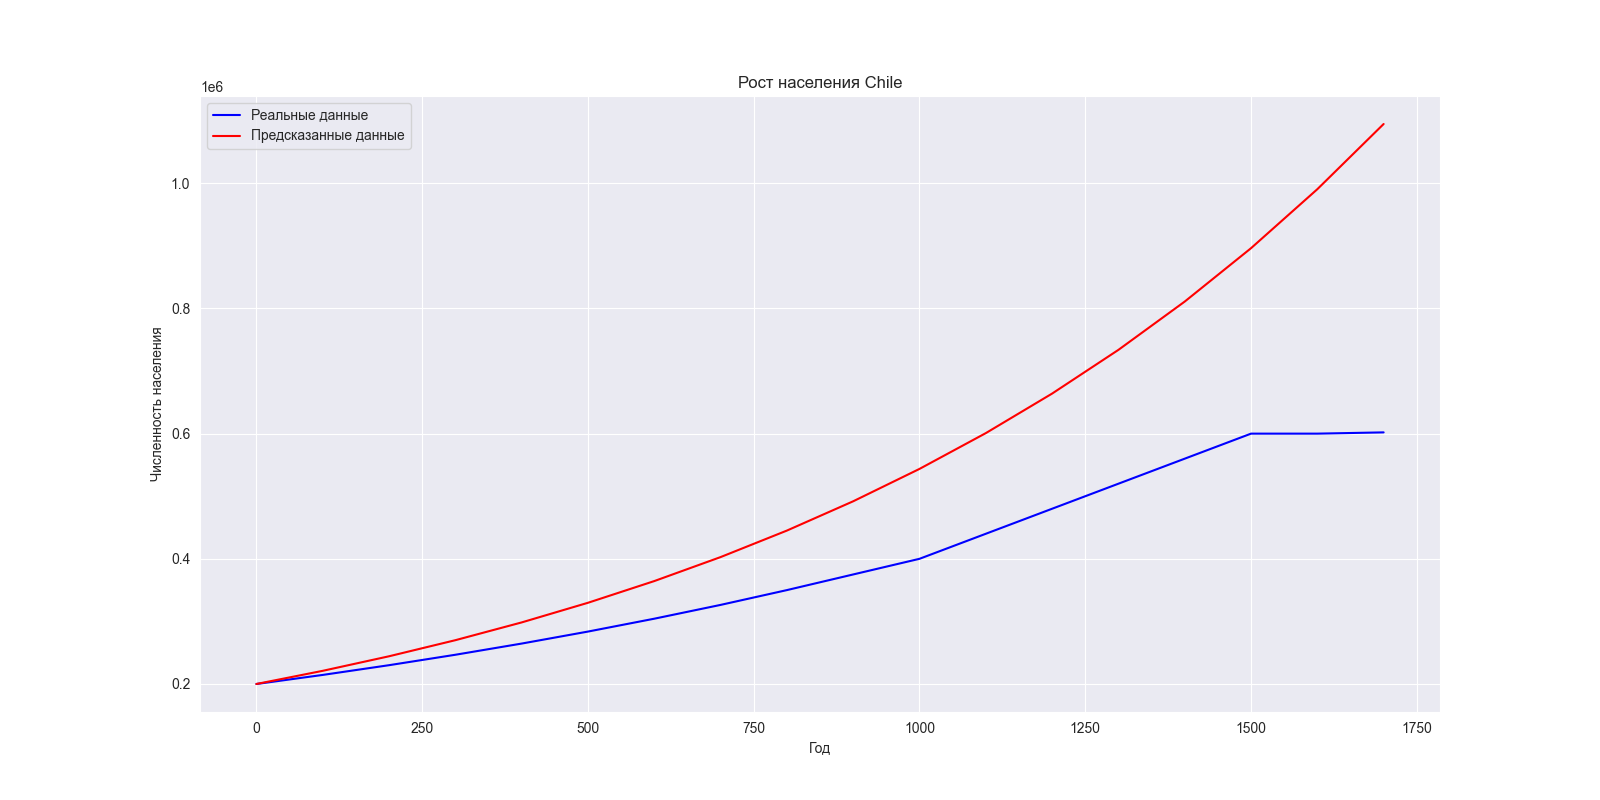 Рост населения Chile
1e6
Реальные данные
Предсказанные данные
1.0
0.8
0.6
0.4
0.2
Численность населения
0 250 500 750 1000 1250 1500 1750
Год